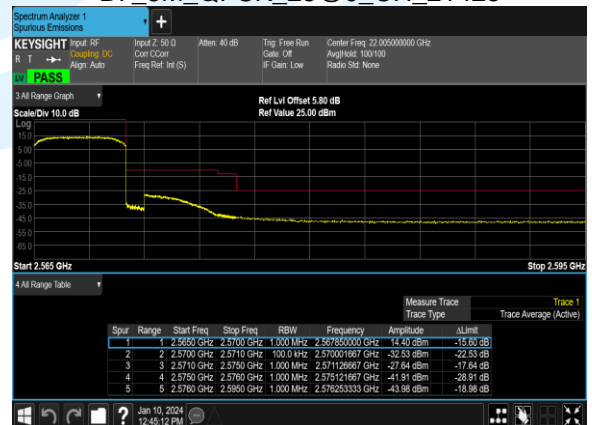 Spectrum Analyzer 1
Spurious Emissions
KEYSIGHT Input: RF Input Z: 50 Ω Atten: 40 dB Trig: Free Run Center Freq: 22.005000000 GHz
R T Coupling: DC Corr CCorr Gate: Off Avg|Hold: 100/100
Align: Auto Freq Ref: Int (S) IF Gain: Low Radio Std: None
LV PASS
3 All Range Graph
Ref Lvl Offset 5.80 dB
Scale/Div 10.0 dB Ref Value 25.00 dBm
Log
15.0
5.00
-5.00
-15.0
-25.0
-35.0
-45.0
-55.0
-65.0
Start 2.565 GHz Stop 2.595 GHz
4 All Range Table
Measure Trace Trace 1
Trace Type Trace Average (Active)
Spur Range Start Freq Stop Freq RBW Frequency Amplitude ΔLimit
1 1 2.5650 GHz 2.5700 GHz 1.000 MHz 2.567850000 GHz 14.40 dBm -15.60 dB
2 2 2.5700 GHz 2.5710 GHz 100.0 kHz 2.570001667 GHz -32.53 dBm -22.53 dB
3 3 2.5710 GHz 2.5750 GHz 1.000 MHz 2.571126667 GHz -27.64 dBm -17.64 dB
4 4 2.5750 GHz 2.5760 GHz 1.000 MHz 2.575121667 GHz -41.91 dBm -28.91 dB
5 5 2.5760 GHz 2.5950 GHz 1.000 MHz 2.576253333 GHz -43.98 dBm -18.98 dB
Jan 10, 2024
12:45:12 PM